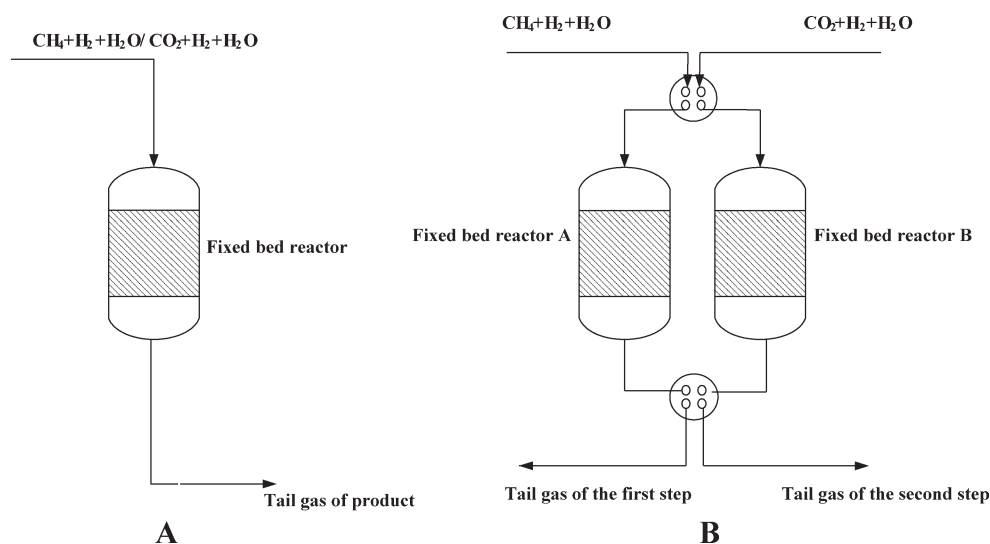 CH₄+H₂+H₂O/ CO₂+H₂+H₂O
Fixed bed reactor
Tail gas of product
A
CH₄+H₂+H₂O
CO₂+H₂+H₂O
Fixed bed reactor A
Fixed bed reactor B
Tail gas of the first step
Tail gas of the second step
B